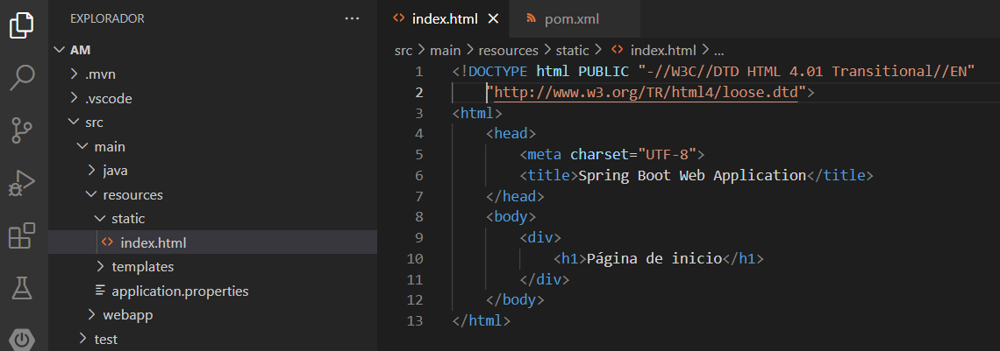 EXPLORADOR
AM
.mvn
.vscode
src
main
java
resources
static
index.html
templates
application.properties
webapp
test
index.html
pom.xml
src > main > resources > static > index.html > ...
1 <!DOCTYPE html PUBLIC "-//W3C//DTD HTML 4.01 Transitional//EN"
2 "http://www.w3.org/TR/html4/loose.dtd">
3 <html>
4 <head>
5 <meta charset="UTF-8">
6 <title>Spring Boot Web Application</title>
7 </head>
8 <body>
9 <div>
10 <h1>Página de inicio</h1>
11 </div>
12 </body>
13 </html>